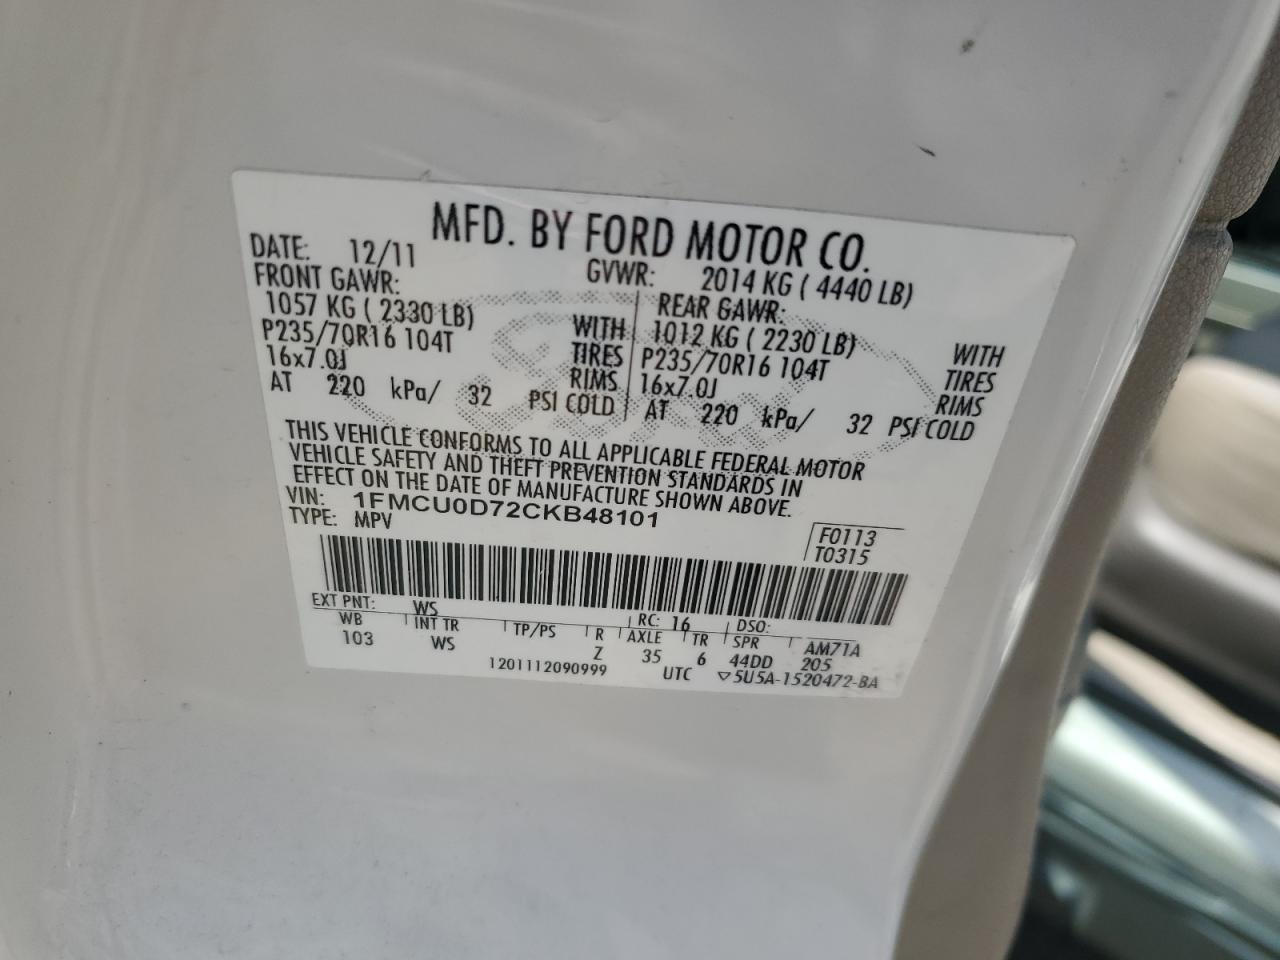 MFD. BY FORD MOTOR CO.
DATE: 12/11 GVWR: 2014 KG ( 4440 LB)
FRONT GAWR: REAR GAWR:
1057 KG ( 2330 LB) WITH 1012 KG ( 2230 LB) WITH
P235/70R16 104T TIRES P235/70R16 104T TIRES
16x7.0J RIMS 16x7.0J RIMS
AT 220 kPa/ 32 PSI COLD AT 220 kPa/ 32 PSI COLD
THIS VEHICLE CONFORMS TO ALL APPLICABLE FEDERAL MOTOR
VEHICLE SAFETY AND THEFT PREVENTION STANDARDS IN
EFFECT ON THE DATE OF MANUFACTURE SHOWN ABOVE.
VIN: 1FMCU0D72CKB48101
TYPE: MPV
F0113
T0315
EXT PNT: WS RC: 16 DSO:
WB INT TR TP/PS R AXLE TR SPR AM71A
103 WS Z 35 6 44DD 205
1201112090999 UTC ▽5U5A-1520472-BA